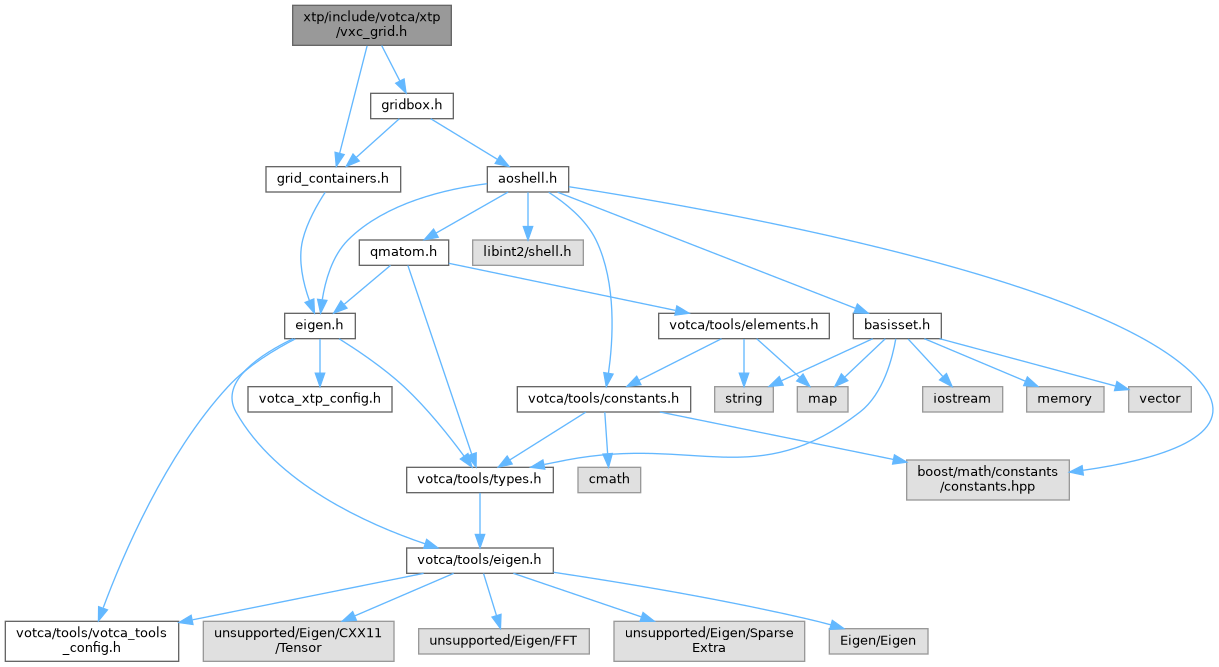 xtp/include/votca/xtp
/vxc_grid.h
gridbox.h
grid_containers.h
aoshell.h
qmatom.h
libint2/shell.h
eigen.h
votca/tools/elements.h
basisset.h
votca_xtp_config.h
votca/tools/constants.h
string
map
iostream
memory
vector
votca/tools/types.h
cmath
boost/math/constants
/constants.hpp
votca/tools/eigen.h
votca/tools/votca_tools
_config.h
unsupported/Eigen/CXX11
/Tensor
unsupported/Eigen/FFT
unsupported/Eigen/Sparse
Extra
Eigen/Eigen